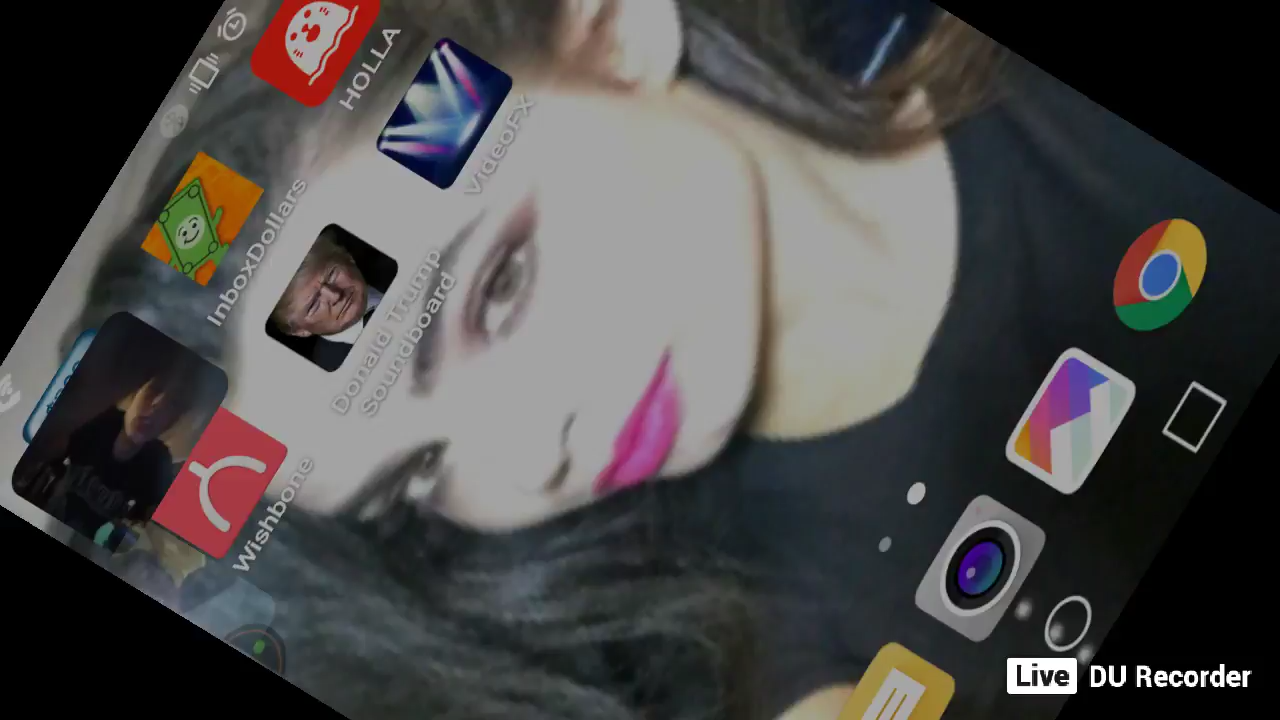 HOLLA
VideoFX
InboxDollars
Donald Trump
Soundboard
Wishbone
Live DU Recorder